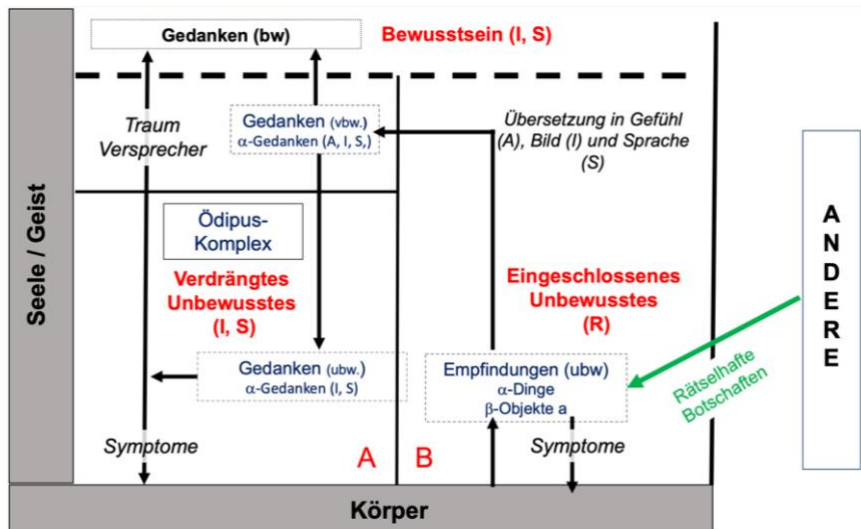 Gedanken (bw)
Bewusstsein (I, S)
Traum
Versprecher
Gedanken (vbw.)
α-Gedanken (A, I, S,)
Übersetzung in Gefühl
(A), Bild (I) und Sprache
(S)
Ödipus-
Komplex
Verdrängtes
Unbewusstes
(I, S)
Eingeschlossenes
Unbewusstes
(R)
Gedanken (ubw.)
α-Gedanken (I, S)
Empfindungen (ubw)
α-Dinge
β-Objekte a
Rätselhafte
Botschaften
Symptome
A
B
Symptome
Seele / Geist
Körper
A
N
D
E
R
E